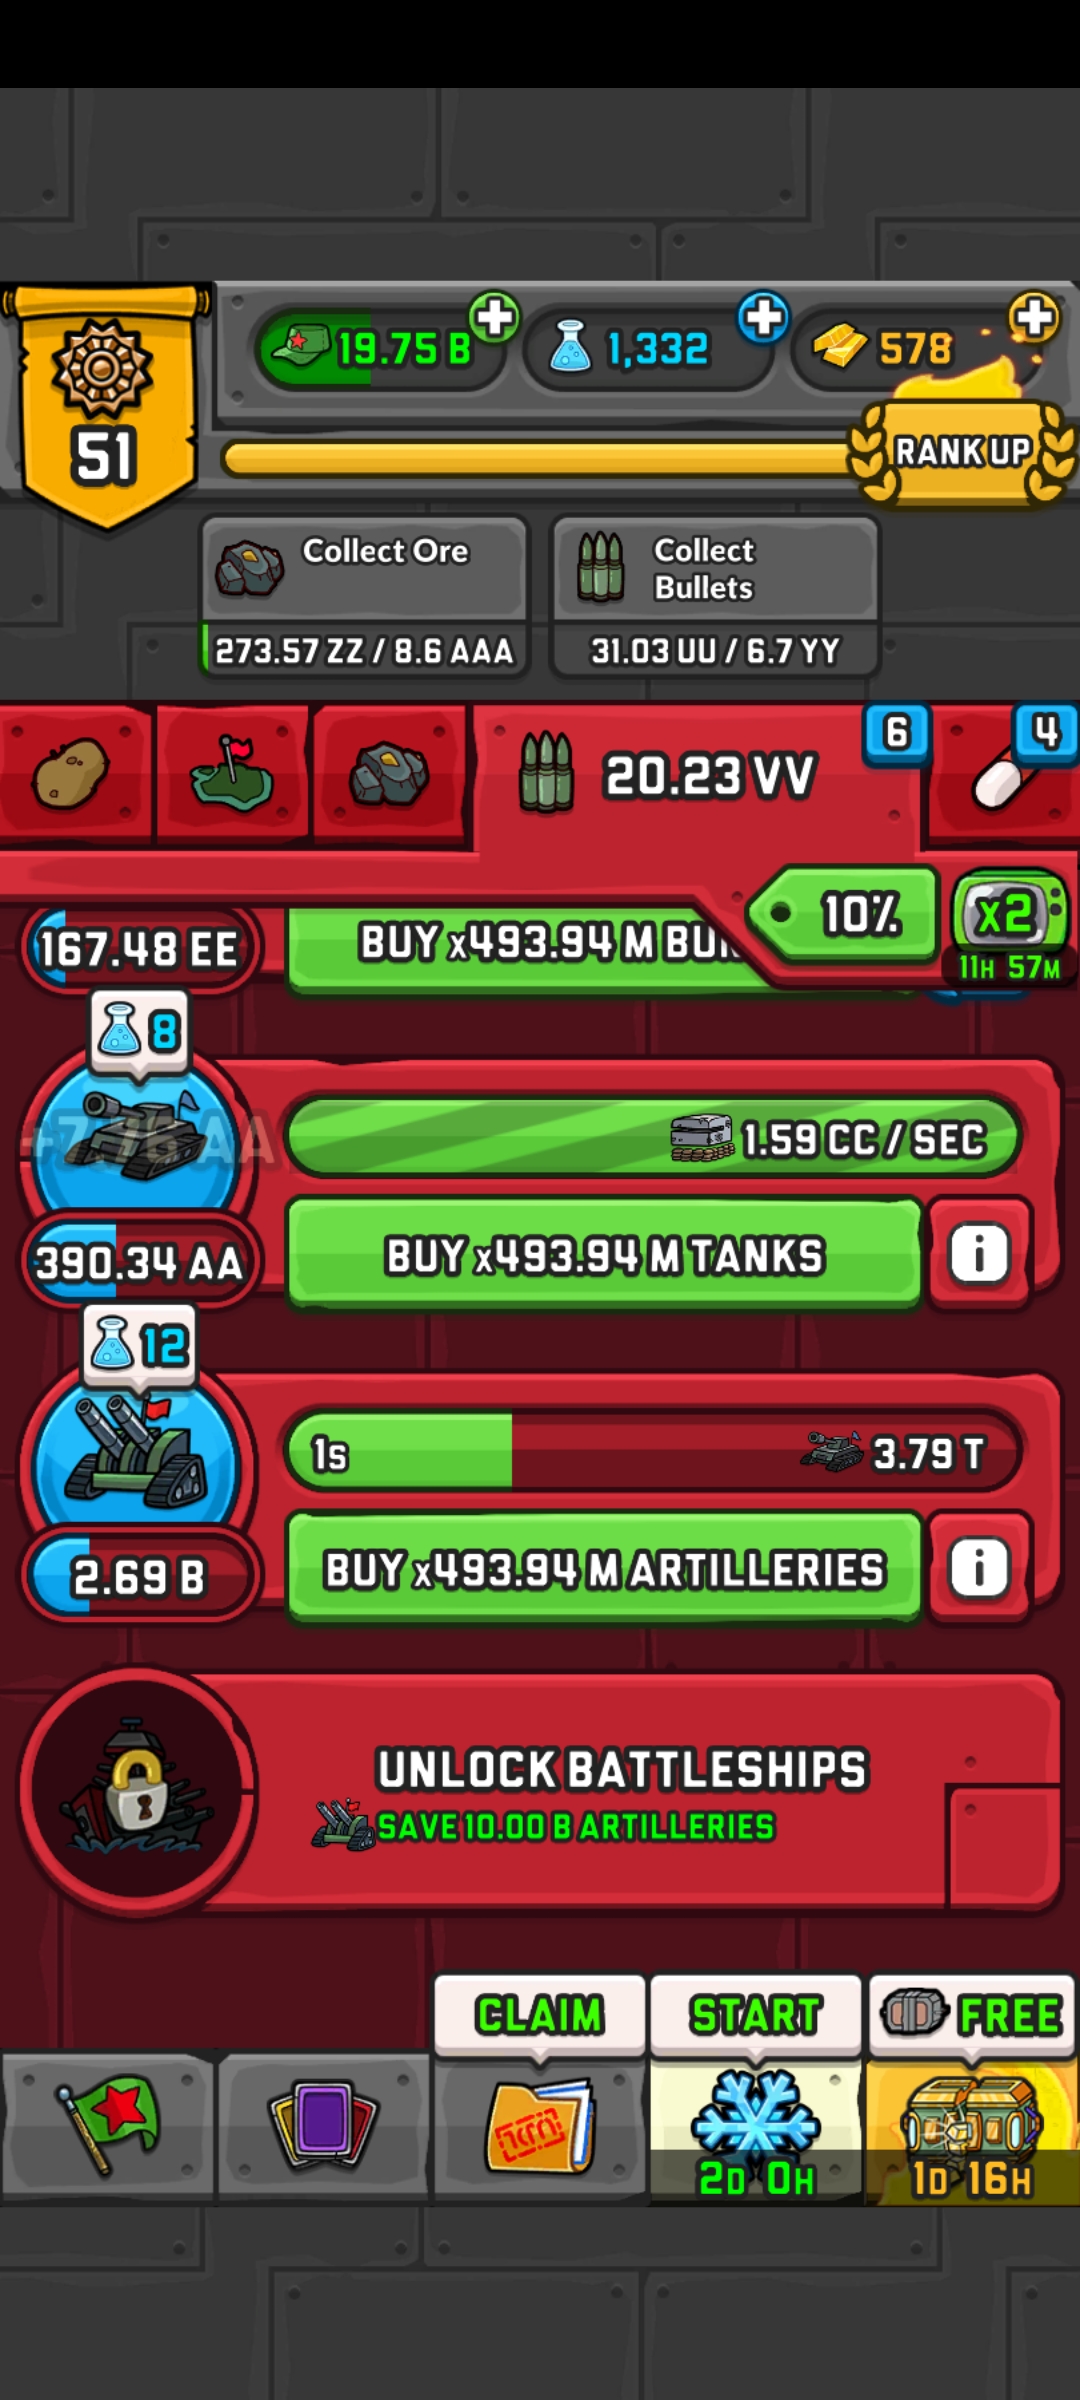 19.75 B
1,332
578
51
RANK UP
Collect Ore
273.57 ZZ / 8.6 AAA
Collect
Bullets
31.03 UU / 6.7 YY
20.23 VV
6
4
10%
x2
11H 57M
167.48 EE
BUY x493.94 M
8
+7.76 AA
1.59 CC / SEC
390.34 AA
BUY x493.94 M TANKS
i
12
1s
3.79 T
2.69 B
BUY x493.94 M ARTILLERIES
i
UNLOCK BATTLESHIPS
SAVE 10.00 B ARTILLERIES
CLAIM
START
FREE
2D 0H
1D 16H